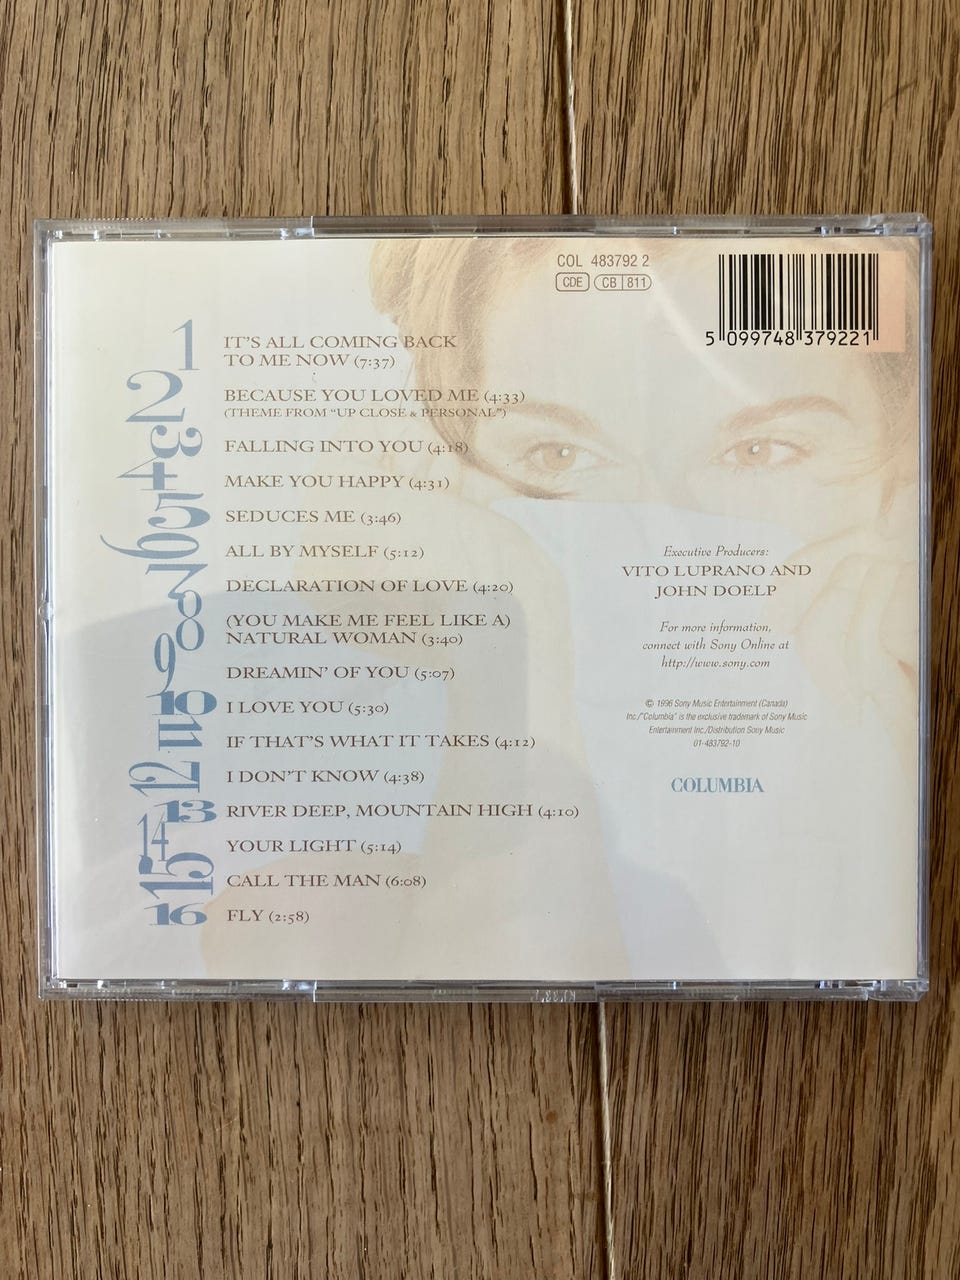 COL 483792 2
CDE CB 811
5 099748 379221
1 IT'S ALL COMING BACK
TO ME NOW (7:37)
2 BECAUSE YOU LOVED ME (4:33)
(THEME FROM "UP CLOSE & PERSONAL")
3 FALLING INTO YOU (4:18)
4 MAKE YOU HAPPY (4:31)
5 SEDUCES ME (3:46)
6 ALL BY MYSELF (5:12)
7 DECLARATION OF LOVE (4:20)
8 (YOU MAKE ME FEEL LIKE A)
NATURAL WOMAN (3:40)
9 DREAMIN' OF YOU (5:07)
10 I LOVE YOU (5:30)
11 IF THAT'S WHAT IT TAKES (4:12)
12 I DON'T KNOW (4:38)
13 RIVER DEEP, MOUNTAIN HIGH (4:10)
14 YOUR LIGHT (5:14)
15 CALL THE MAN (6:08)
16 FLY (2:58)
Executive Producers:
VITO LUPRANO AND
JOHN DOELP
For more information,
connect with Sony Online at
http://www.sony.com
© 1996 Sony Music Entertainment (Canada)
Inc./"Columbia" is the exclusive trademark of Sony Music
Entertainment Inc./Distribution Sony Music
01-483792-10
COLUMBIA